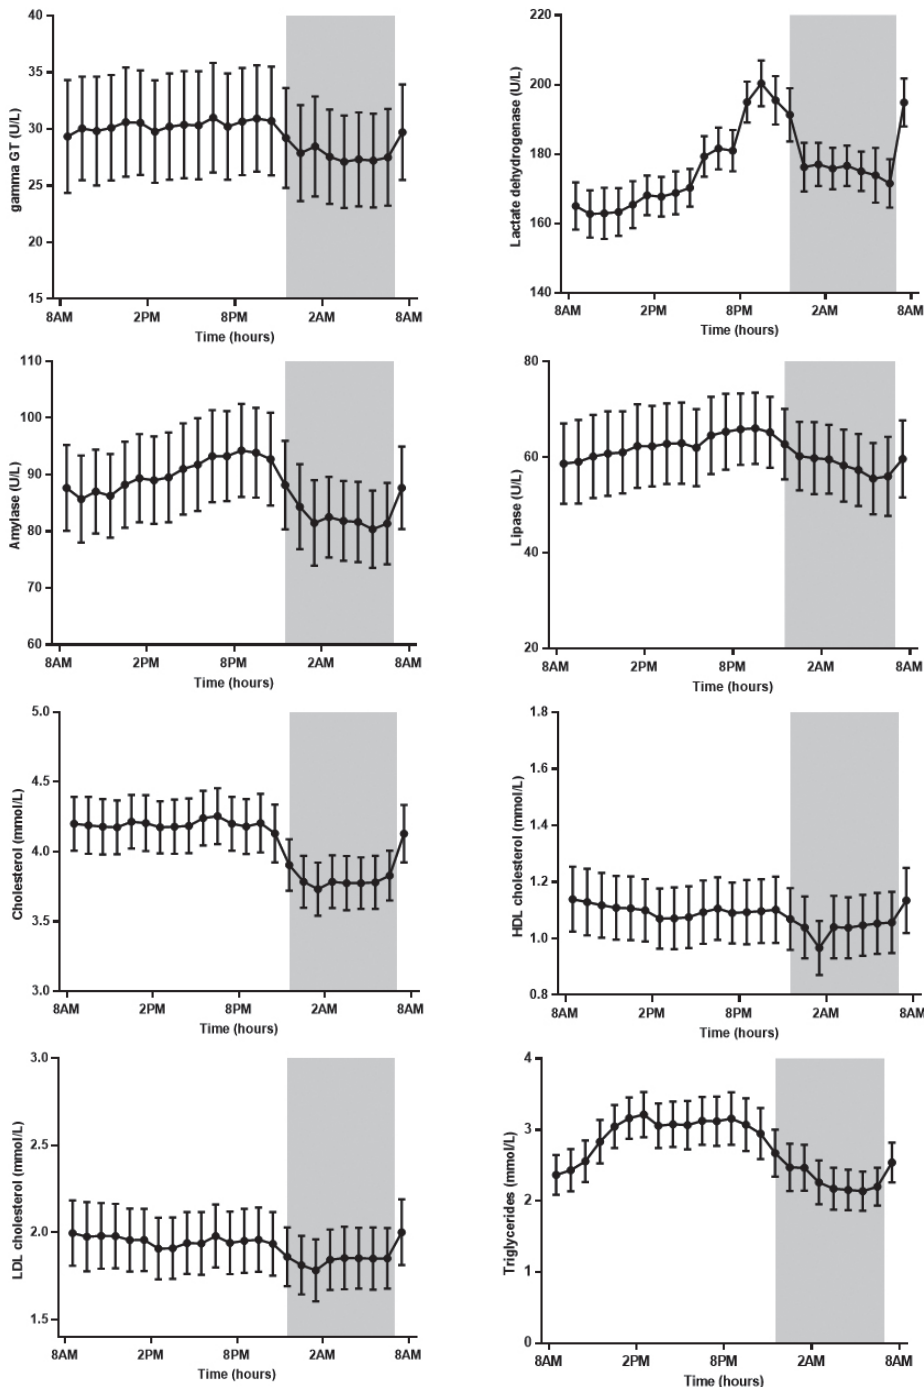 gamma GT (U/L)
40
35
30
25
20
15
8AM 2PM 8PM 2AM 8AM
Time (hours)
Lactate dehydrogenase (U/L)
220
200
180
160
140
8AM 2PM 8PM 2AM 8AM
Time (hours)
Amylase (U/L)
110
100
90
80
70
60
8AM 2PM 8PM 2AM 8AM
Time (hours)
Lipase (U/L)
80
60
40
20
8AM 2PM 8PM 2AM 8AM
Time (hours)
Cholesterol (mmol/L)
5.0
4.5
4.0
3.5
3.0
8AM 2PM 8PM 2AM 8AM
Time (hours)
HDL cholesterol (mmol/L)
1.8
1.6
1.4
1.2
1.0
0.8
8AM 2PM 8PM 2AM 8AM
Time (hours)
LDL cholesterol (mmol/L)
3.0
2.5
2.0
1.5
8AM 2PM 8PM 2AM 8AM
Time (hours)
Triglycerides (mmol/L)
4
3
2
1
0
8AM 2PM 8PM 2AM 8AM
Time (hours)